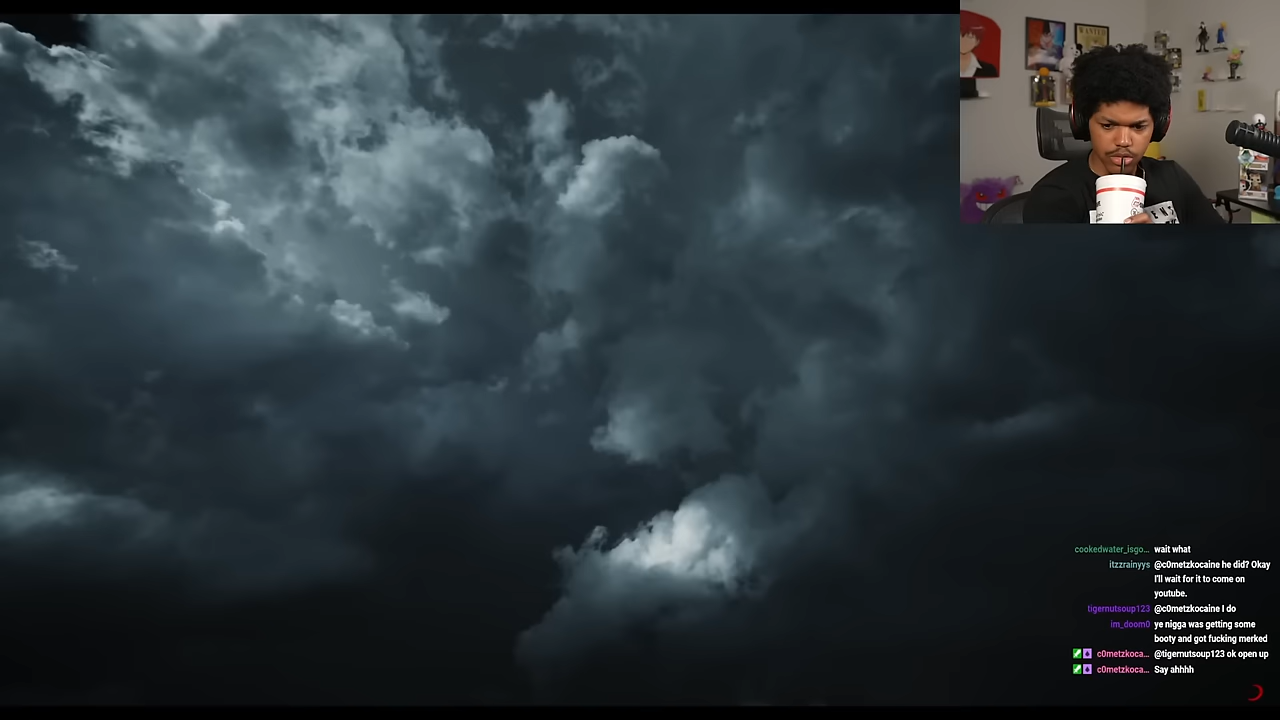 WANTED
cookedwater_isgo... wait what
itzzrainyys @c0metzkocaine he did? Okay
I'll wait for it to come on
youtube.
tigernutsoup123 @c0metzkocaine I do
im_doom0 ye nigga was getting some
booty and got fucking merked
c0metzkoca... @tigernutsoup123 ok open up
c0metzkoca... Say ahhhh